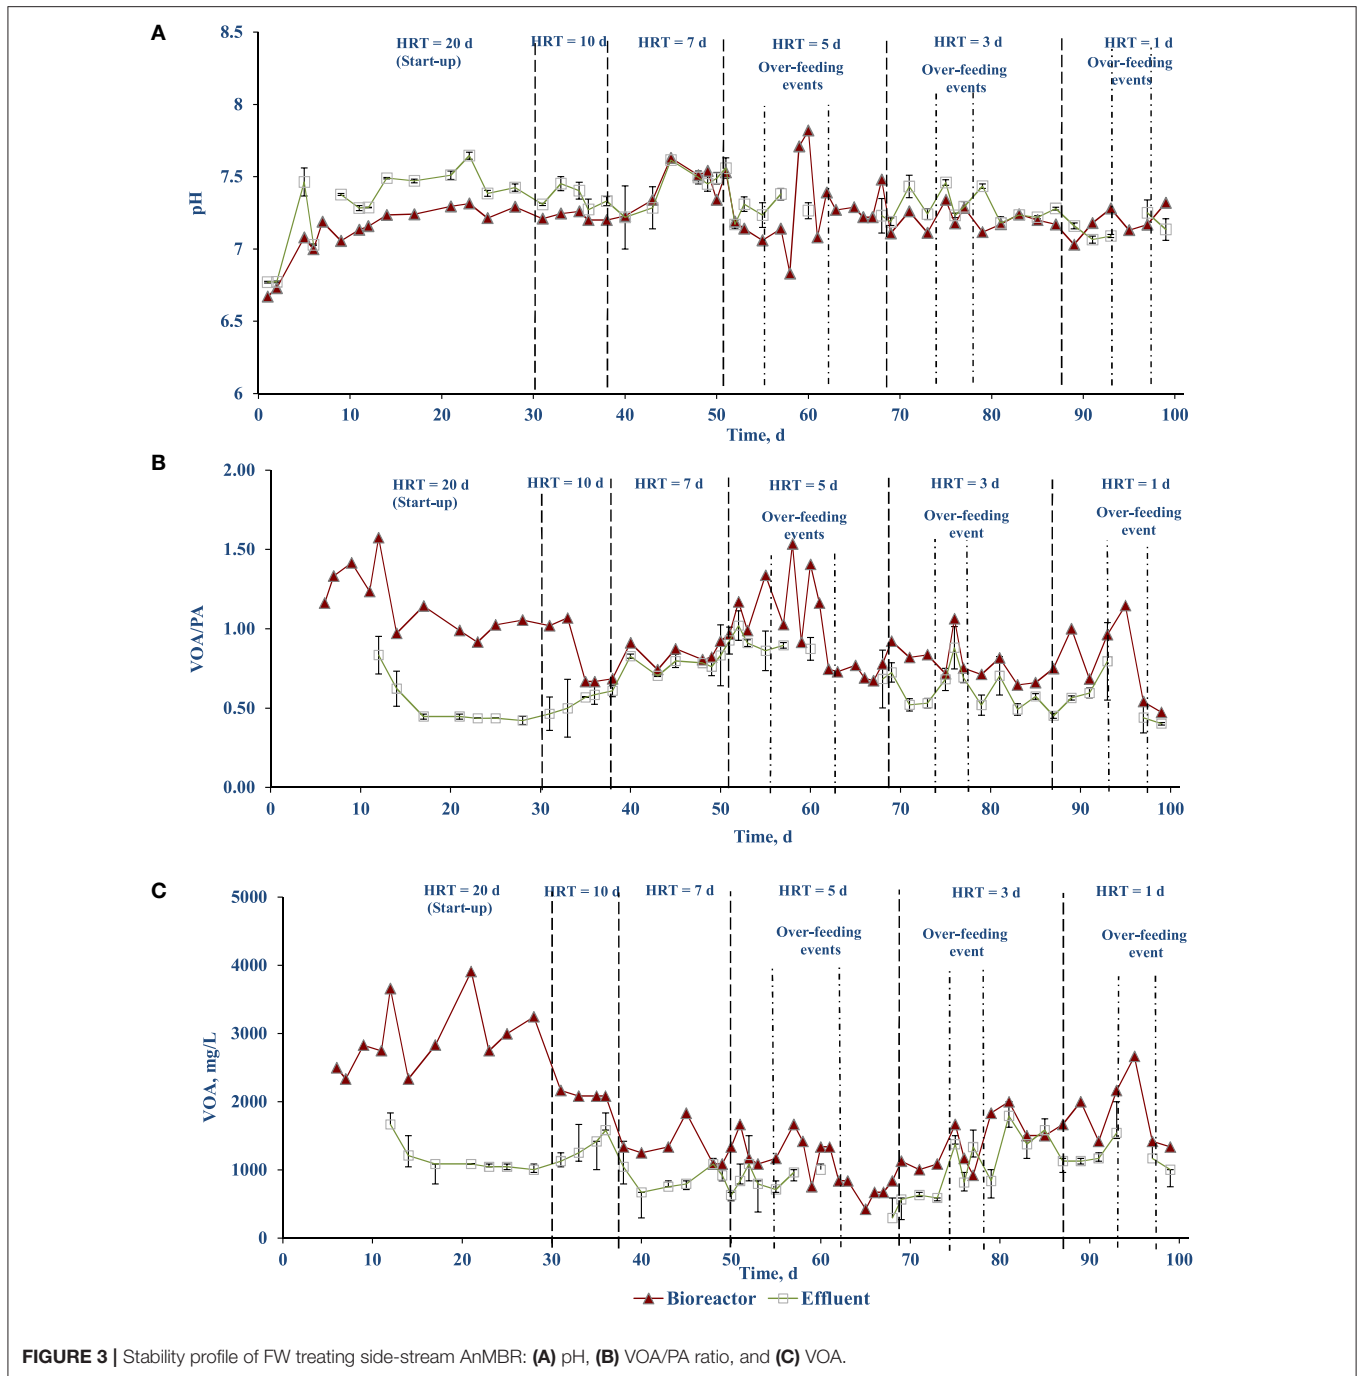 A
8.5
8
7.5
7
6.5
6
pH
HRT = 20 d
(Start-up)
HRT = 10 d
HRT = 7 d
HRT = 5 d
Over-feeding
events
HRT = 3 d
Over-feeding
events
HRT = 1 d
Over-feeding
events
0 10 20 30 40 50 60 70 80 90 100
Time, d
B
2.00
1.50
1.00
0.50
0.00
VOA/PA
HRT = 20 d
(Start-up)
HRT = 10 d
HRT = 7 d
HRT = 5 d
Over-feeding
events
HRT = 3 d
Over-feeding
event
HRT = 1 d
Over-feeding
event
0 10 20 30 40 50 60 70 80 90 100
Time, d
C
5000
4000
3000
2000
1000
0
VOA, mg/L
HRT = 20 d
(Start-up)
HRT = 10 d
HRT = 7 d
HRT = 5 d
Over-feeding
events
HRT = 3 d
Over-feeding
event
HRT = 1 d
Over-feeding
event
0 10 20 30 40 50 60 70 80 90 100
Time, d
Bioreactor Effluent
FIGURE 3 | Stability profile of FW treating side-stream AnMBR: (A) pH, (B) VOA/PA ratio, and (C) VOA.